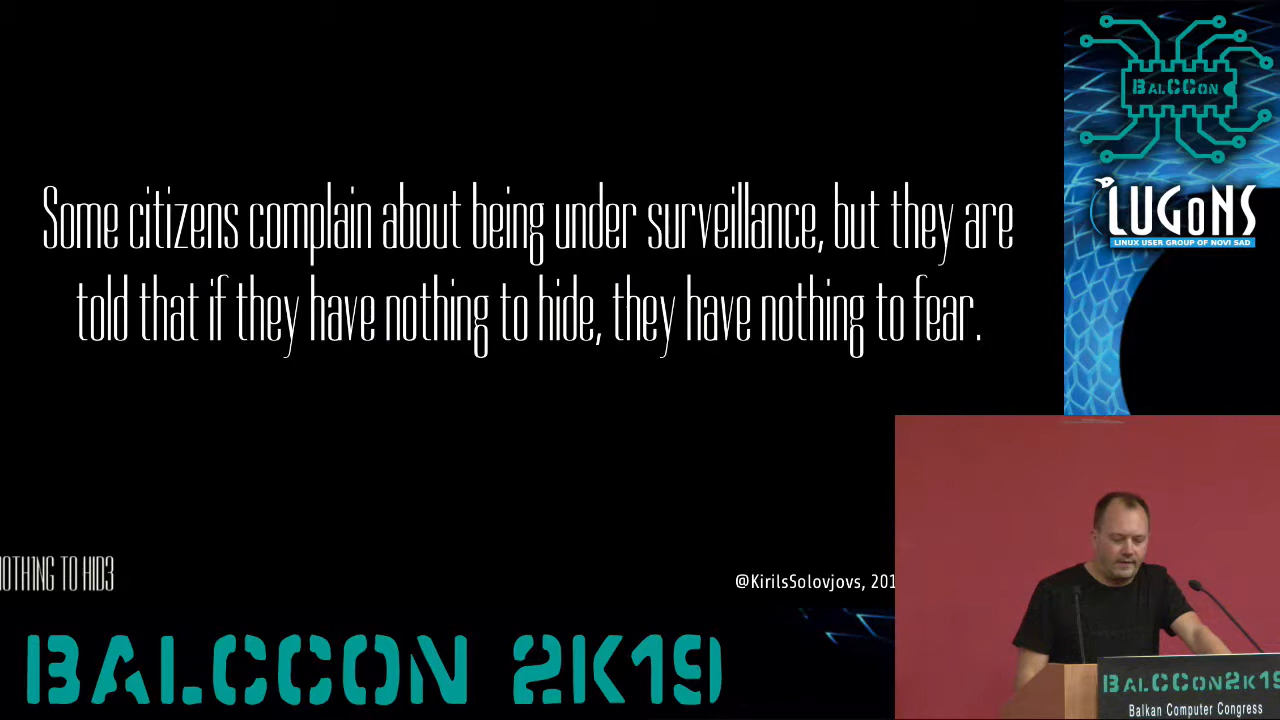 BALCCON
LUGoNS
LINUX USER GROUP OF NOVI SAD
Some citizens complain about being under surveillance, but they are
told that if they have nothing to hide, they have nothing to fear.
OTH1NG TO HID3
@KirilsSolovjovs, 201
BALCCON 2K19
BALCCON2K19
Balkan Computer Congress